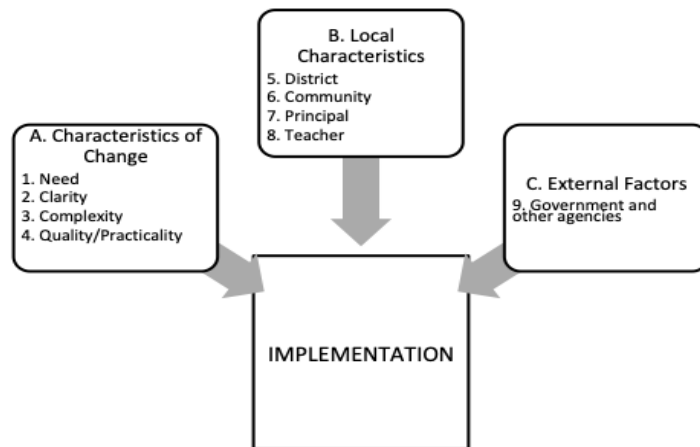 A. Characteristics of
Change
1. Need
2. Clarity
3. Complexity
4. Quality/Practicality
B. Local
Characteristics
5. District
6. Community
7. Principal
8. Teacher
C. External Factors
9. Government and
other agencies
IMPLEMENTATION